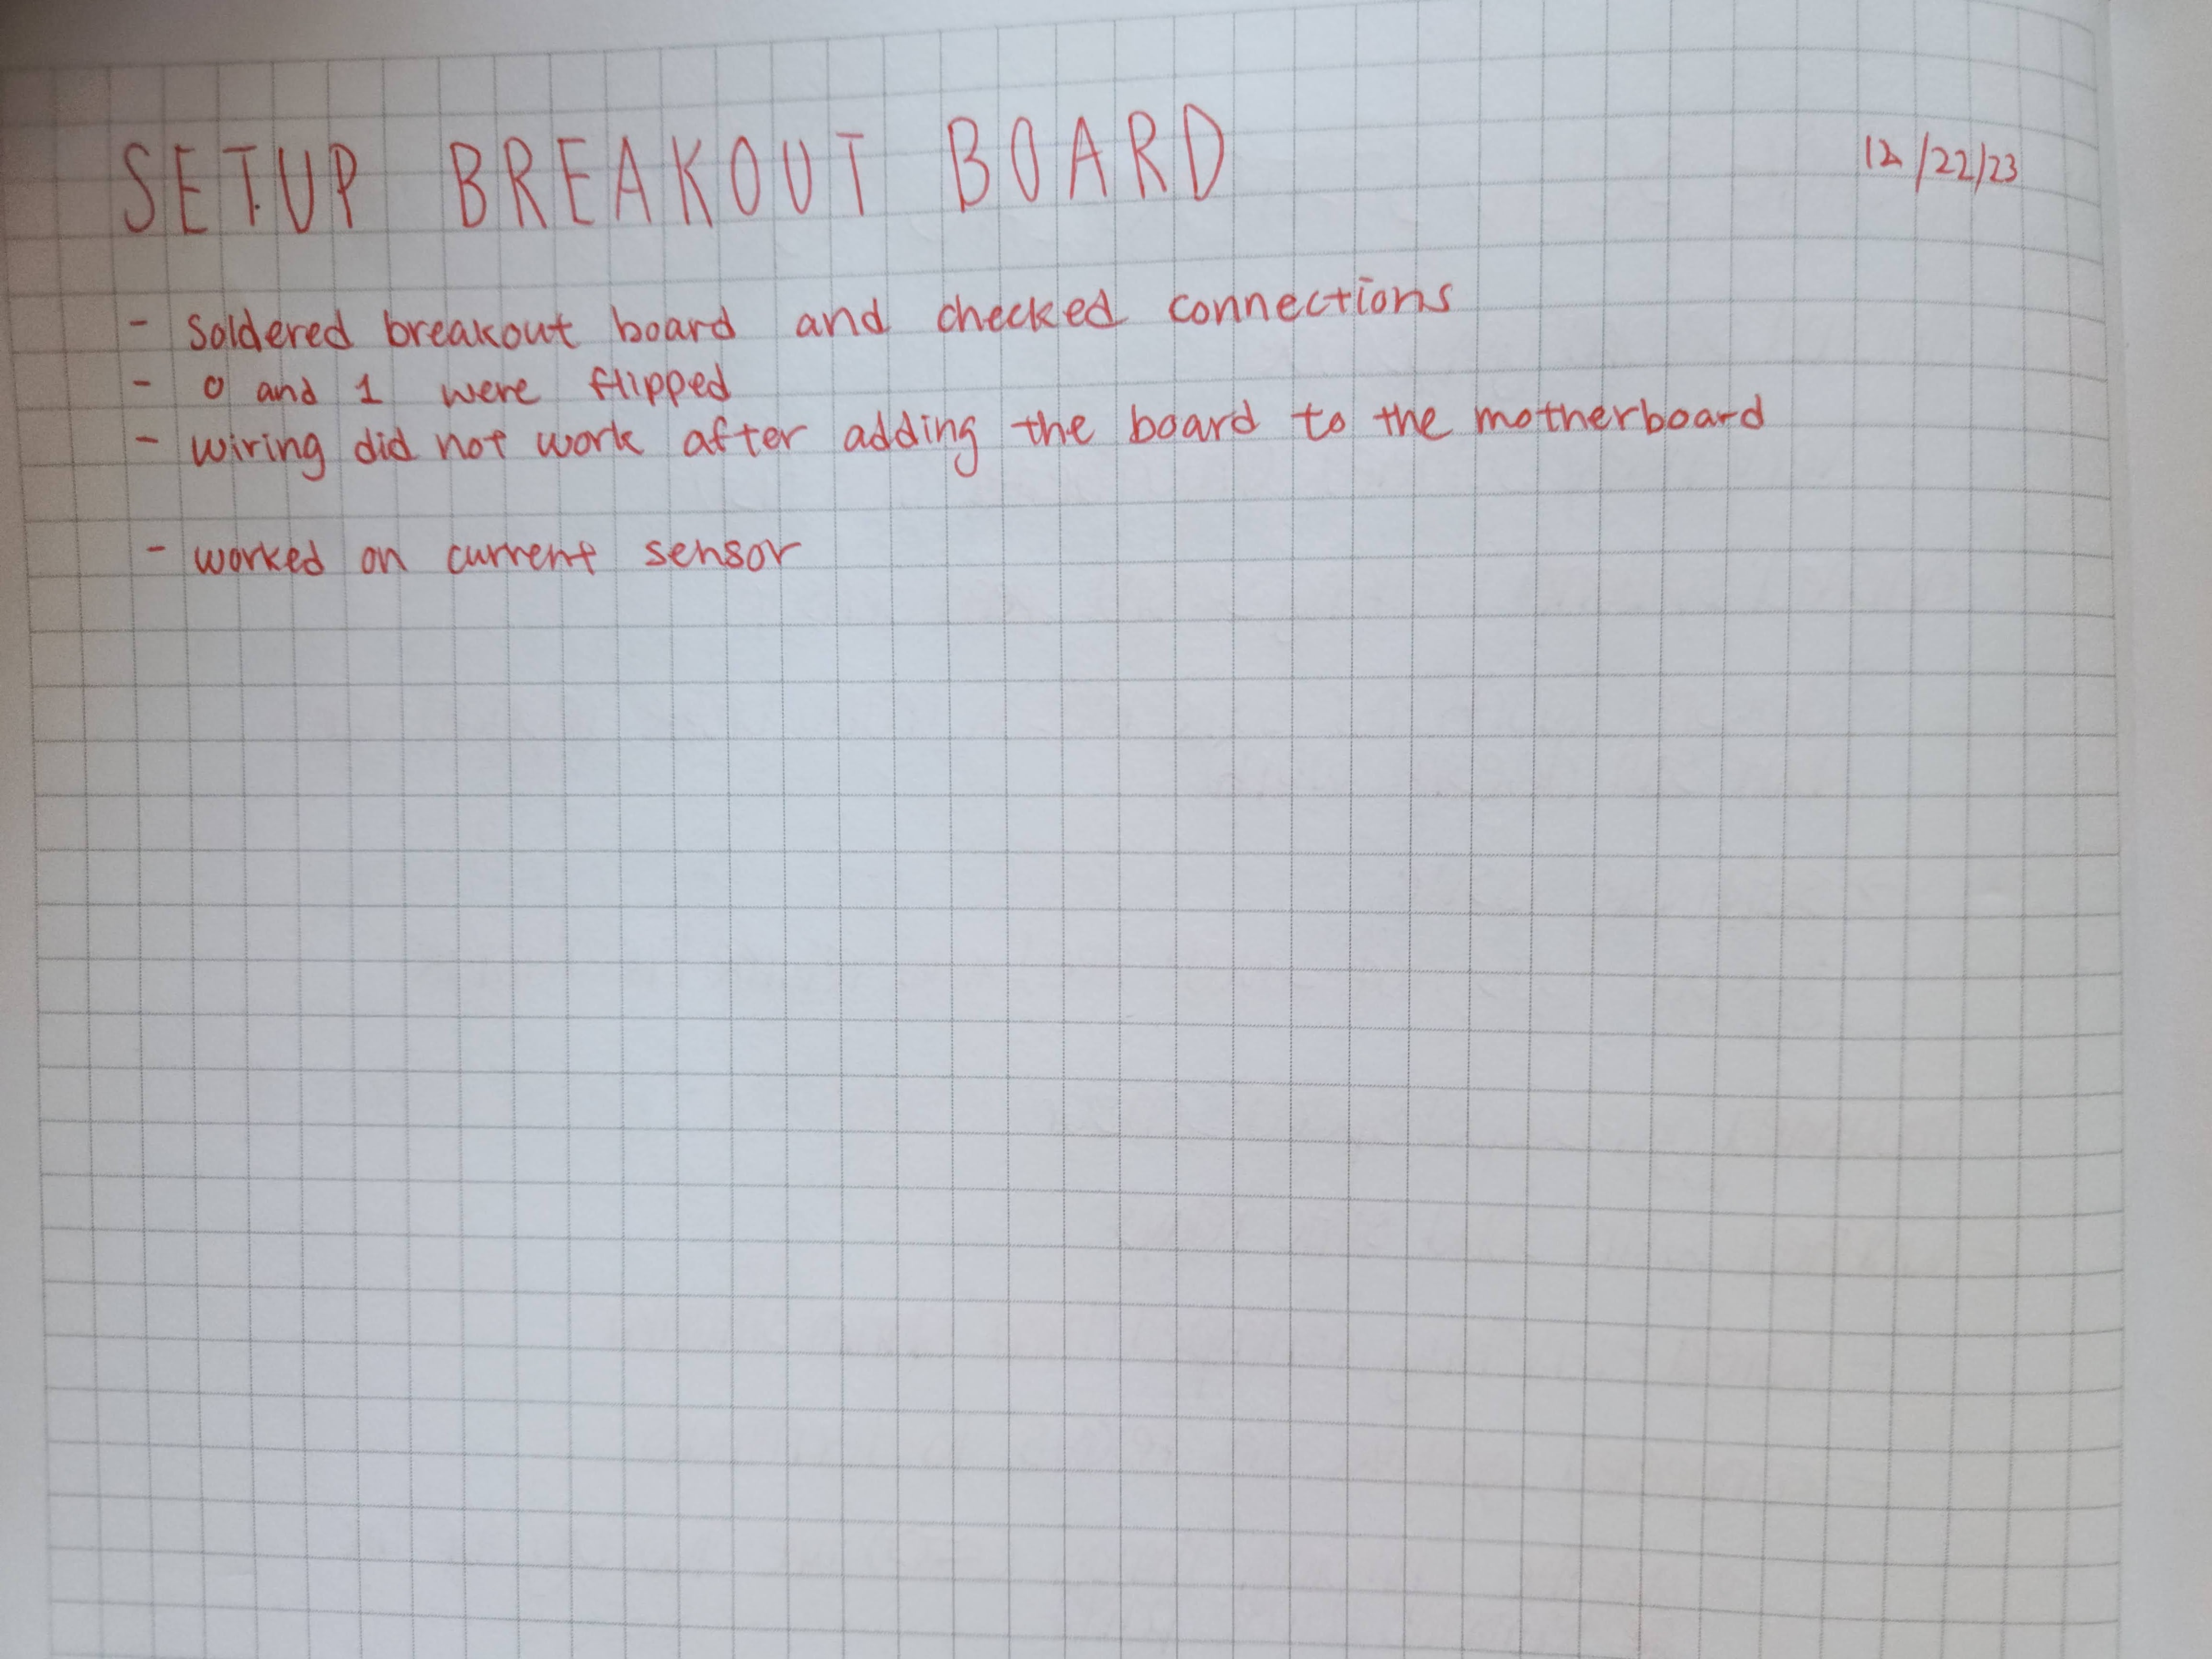 SETUP BREAKOUT BOARD
12/22/23
- soldered breakout board and checked connections
- 0 and 1 were flipped
- wiring did not work after adding the board to the motherboard
- worked on current sensor